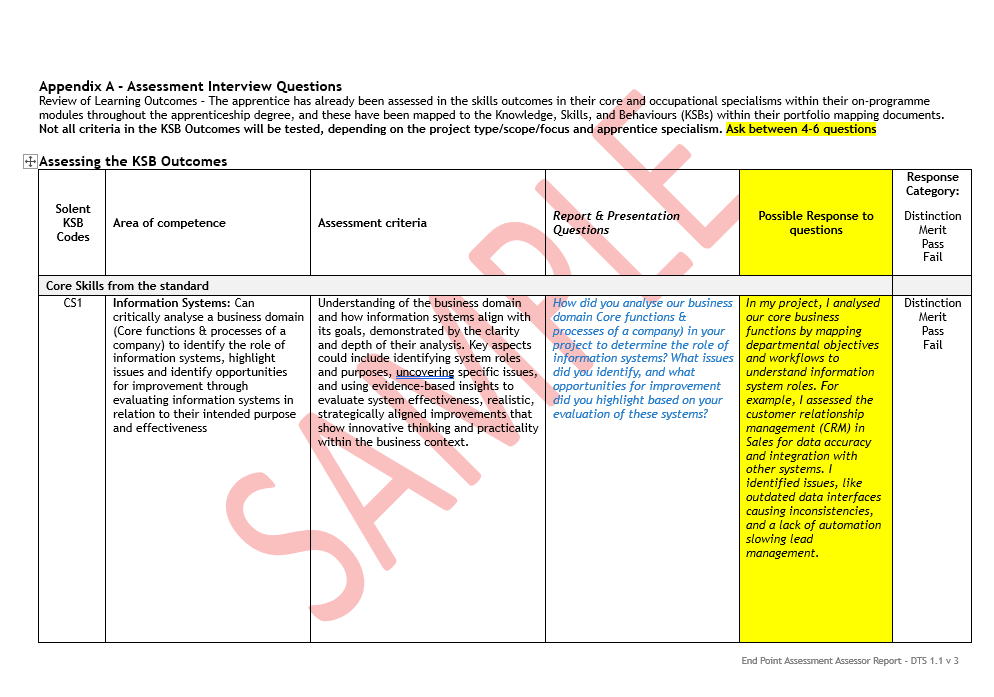 Appendix A - Assessment Interview Questions
Review of Learning Outcomes – The apprentice has already been assessed in the skills outcomes in their core and occupational specialisms within their on-programme
modules throughout the apprenticeship degree, and these have been mapped to the Knowledge, Skills, and Behaviours (KSBs) within their portfolio mapping documents.
Not all criteria in the KSB Outcomes will be tested, depending on the project type/scope/focus and apprentice specialism. Ask between 4-6 questions
Assessing the KSB Outcomes
Solent
KSB
Codes
Area of competence
Assessment criteria
Report & Presentation
Questions
Possible Response to
questions
Response
Category:
Distinction
Merit
Pass
Fail
Core Skills from the standard
CS1
Information Systems: Can
critically analyse a business domain
(Core functions & processes of a
company) to identify the role of
information systems, highlight
issues and identify opportunities
for improvement through
evaluating information systems in
relation to their intended purpose
and effectiveness
Understanding of the business domain
and how information systems align with
its goals, demonstrated by the clarity
and depth of their analysis. Key aspects
could include identifying system roles
and purposes, uncovering specific issues,
and using evidence-based insights to
evaluate system effectiveness, realistic,
strategically aligned improvements that
show innovative thinking and practicality
within the business context.
How did you analyse our business
domain Core functions &
processes of a company) in your
project to determine the role of
information systems? What issues
did you identify, and what
opportunities for improvement
did you highlight based on your
evaluation of these systems?
In my project, I analysed
our core business
functions by mapping
departmental objectives
and workflows to
understand information
system roles. For
example, I assessed the
customer relationship
management (CRM) in
Sales for data accuracy
and integration with
other systems. I
identified issues, like
outdated data interfaces
causing inconsistencies,
and a lack of automation
slowing lead
management.
Distinction
Merit
Pass
Fail
SAMPLE
End Point Assessment Assessor Report - DTS 1.1 v 3